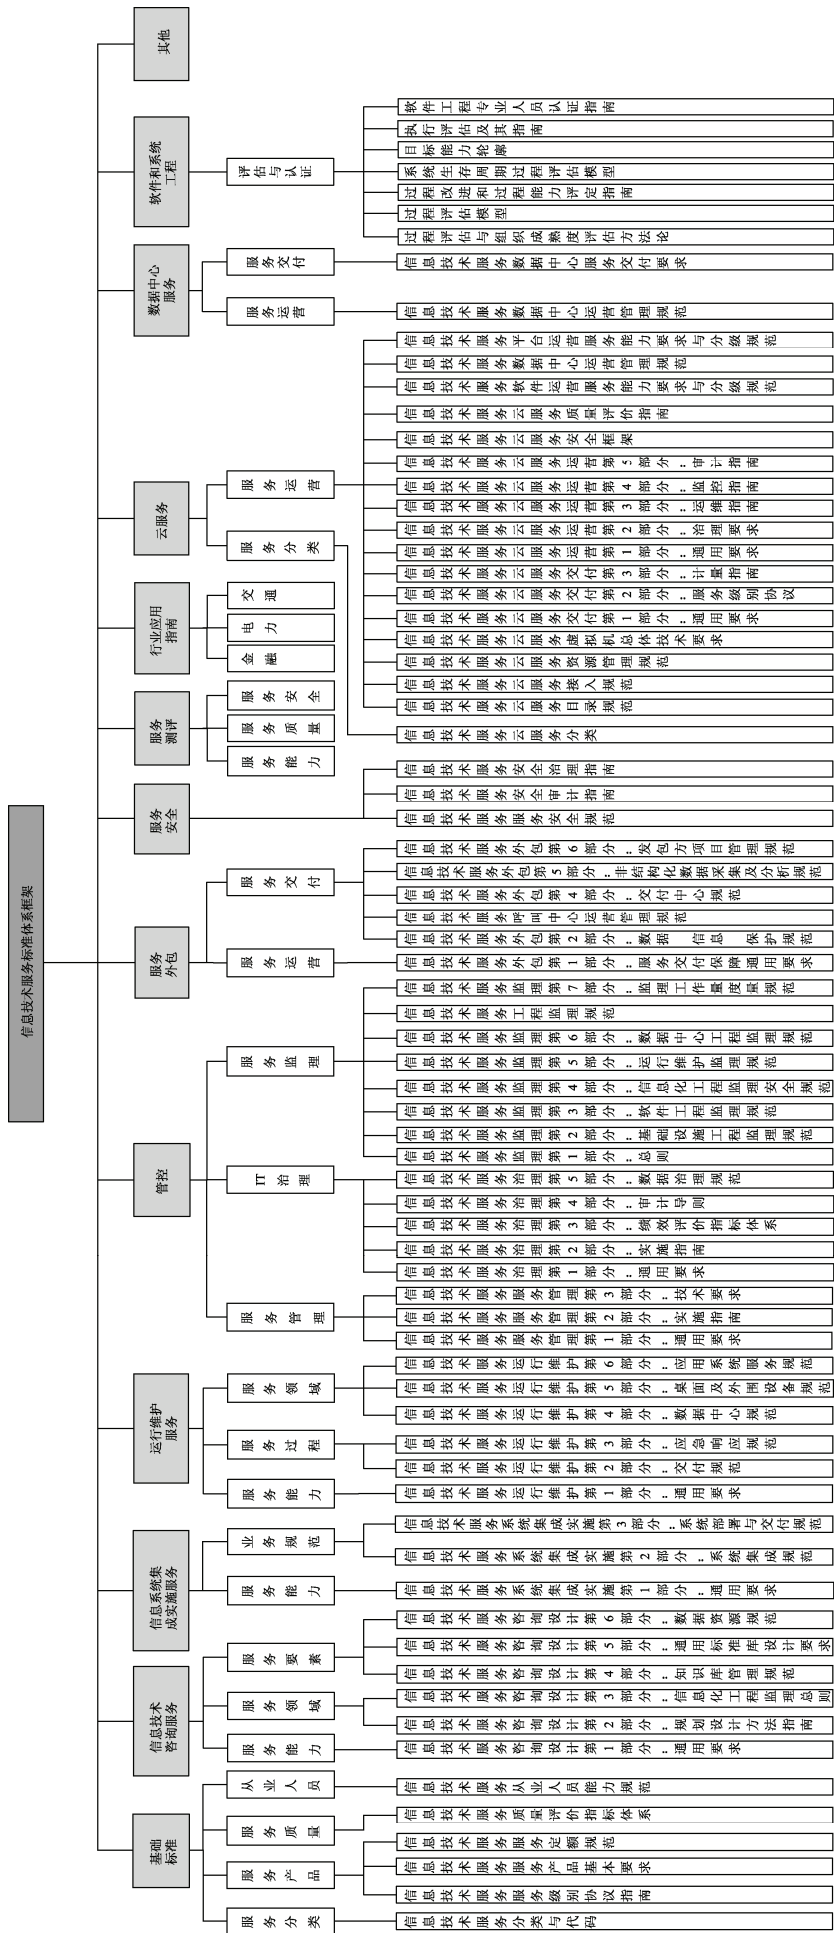 信息技术服务标准体系框架
基础
标准
信息技术
咨询服务
信息系统集
成实施服务
运行维护
服务
管控
服务
外包
服务
安全
服务
测评
行业应用
指南
云服务
数据中心
服务
软件和系统
工程
其他
服务分类
服务产品
服务质量
从业人员
服务能力
服务领域
服务要素
服务能力
业务规范
服务能力
服务过程
服务领域
服务管理
IT治理
服务监理
服务运营
服务交付
服务能力
服务质量
服务安全
金融
电力
交通
服务分类
服务运营
服务运营
服务交付
评估与认证
信息技术服务分类与代码
信息技术服务服务级别协议指南
信息技术服务服务产品基本要求
信息技术服务服务定额规范
信息技术服务质量评价指标体系
信息技术服务从业人员能力规范
信息技术服务咨询设计第1部分:通用要求
信息技术服务咨询设计第2部分:规划设计方法指南
信息技术服务咨询设计第3部分:信息化工程监理总则
信息技术服务咨询设计第4部分:知识库管理规范
信息技术服务咨询设计第5部分:通用标准库设计要求
信息技术服务咨询设计第6部分:数据资源规范
信息技术服务系统集成实施第1部分:通用要求
信息技术服务系统集成实施第2部分:系统集成规范
信息技术服务系统集成实施第3部分:系统部署与交付规范
信息技术服务运行维护第1部分:通用要求
信息技术服务运行维护第2部分:交付规范
信息技术服务运行维护第3部分:应急响应规范
信息技术服务运行维护第4部分:数据中心规范
信息技术服务运行维护第5部分:桌面及外围设备规范
信息技术服务运行维护第6部分:应用系统服务规范
信息技术服务服务管理第1部分:通用要求
信息技术服务服务管理第2部分:实施指南
信息技术服务服务管理第3部分:技术要求
信息技术服务治理第1部分:通用要求
信息技术服务治理第2部分:实施指南
信息技术服务治理第3部分:绩效评价指标体系
信息技术服务治理第4部分:审计导则
信息技术服务治理第5部分:数据治理规范
信息技术服务监理第1部分:总则
信息技术服务监理第2部分:基础设施工程监理规范
信息技术服务监理第3部分:软件工程监理规范
信息技术服务监理第4部分:信息化工程监理安全规范
信息技术服务监理第5部分:运行维护监理规范
信息技术服务监理第6部分:数据中心工程监理规范
信息技术服务工程监理规范
信息技术服务监理第7部分:监理工作量度量规范
信息技术服务外包第1部分:服务交付保障通用要求
信息技术服务外包第2部分:数据 信息 保护规范
信息技术服务呼叫中心运营管理规范
信息技术服务外包第4部分:交付中心规范
信息技术服务外包第5部分:非结构化数据采集及分析规范
信息技术服务外包第6部分:发包方项目管理规范
信息技术服务服务安全规范
信息技术服务安全审计指南
信息技术服务安全治理指南
信息技术服务云服务分类
信息技术服务云服务目录规范
信息技术服务云服务接入规范
信息技术服务云服务资源管理规范
信息技术服务云服务虚拟机总体技术要求
信息技术服务云服务交付第1部分:通用要求
信息技术服务云服务交付第2部分:服务级别协议
信息技术服务云服务交付第3部分:计量指南
信息技术服务云服务运营第1部分:通用要求
信息技术服务云服务运营第2部分:治理要求
信息技术服务云服务运营第3部分:运维指南
信息技术服务云服务运营第4部分:监控指南
信息技术服务云服务运营第5部分:审计指南
信息技术服务云服务安全框架
信息技术服务云服务质量评价指南
信息技术服务软件运营服务能力要求与分级规范
信息技术服务数据中心运营管理规范
信息技术服务平台运营服务能力要求与分级规范
信息技术服务数据中心运营管理规范
信息技术服务数据中心服务交付要求
过程评估与组织成熟度评估方法论
过程评估模型
过程改进和过程能力评定指南
系统生存周期过程评估模型
目标能力轮廓
执行评估及其指南
软件工程专业人员认证指南